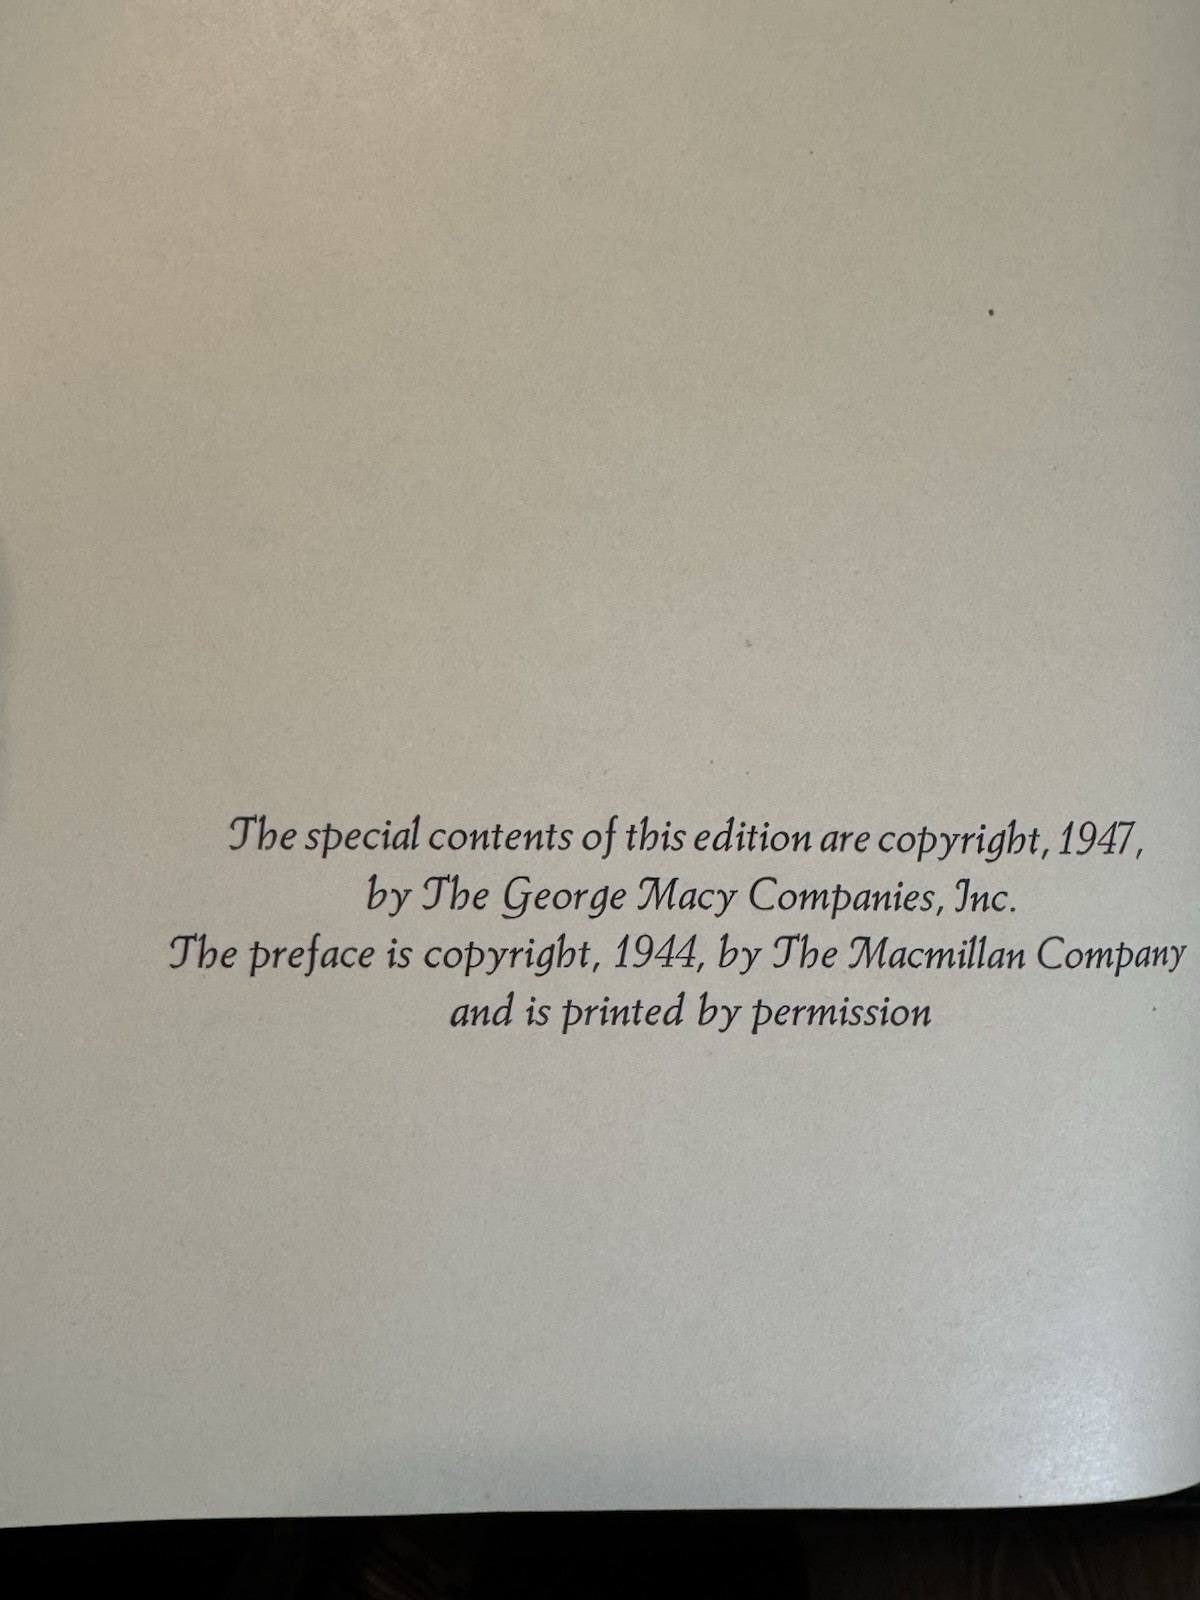 The special contents of this edition are copyright, 1947,
by The George Macy Companies, Inc.
The preface is copyright, 1944, by The Macmillan Company
and is printed by permission